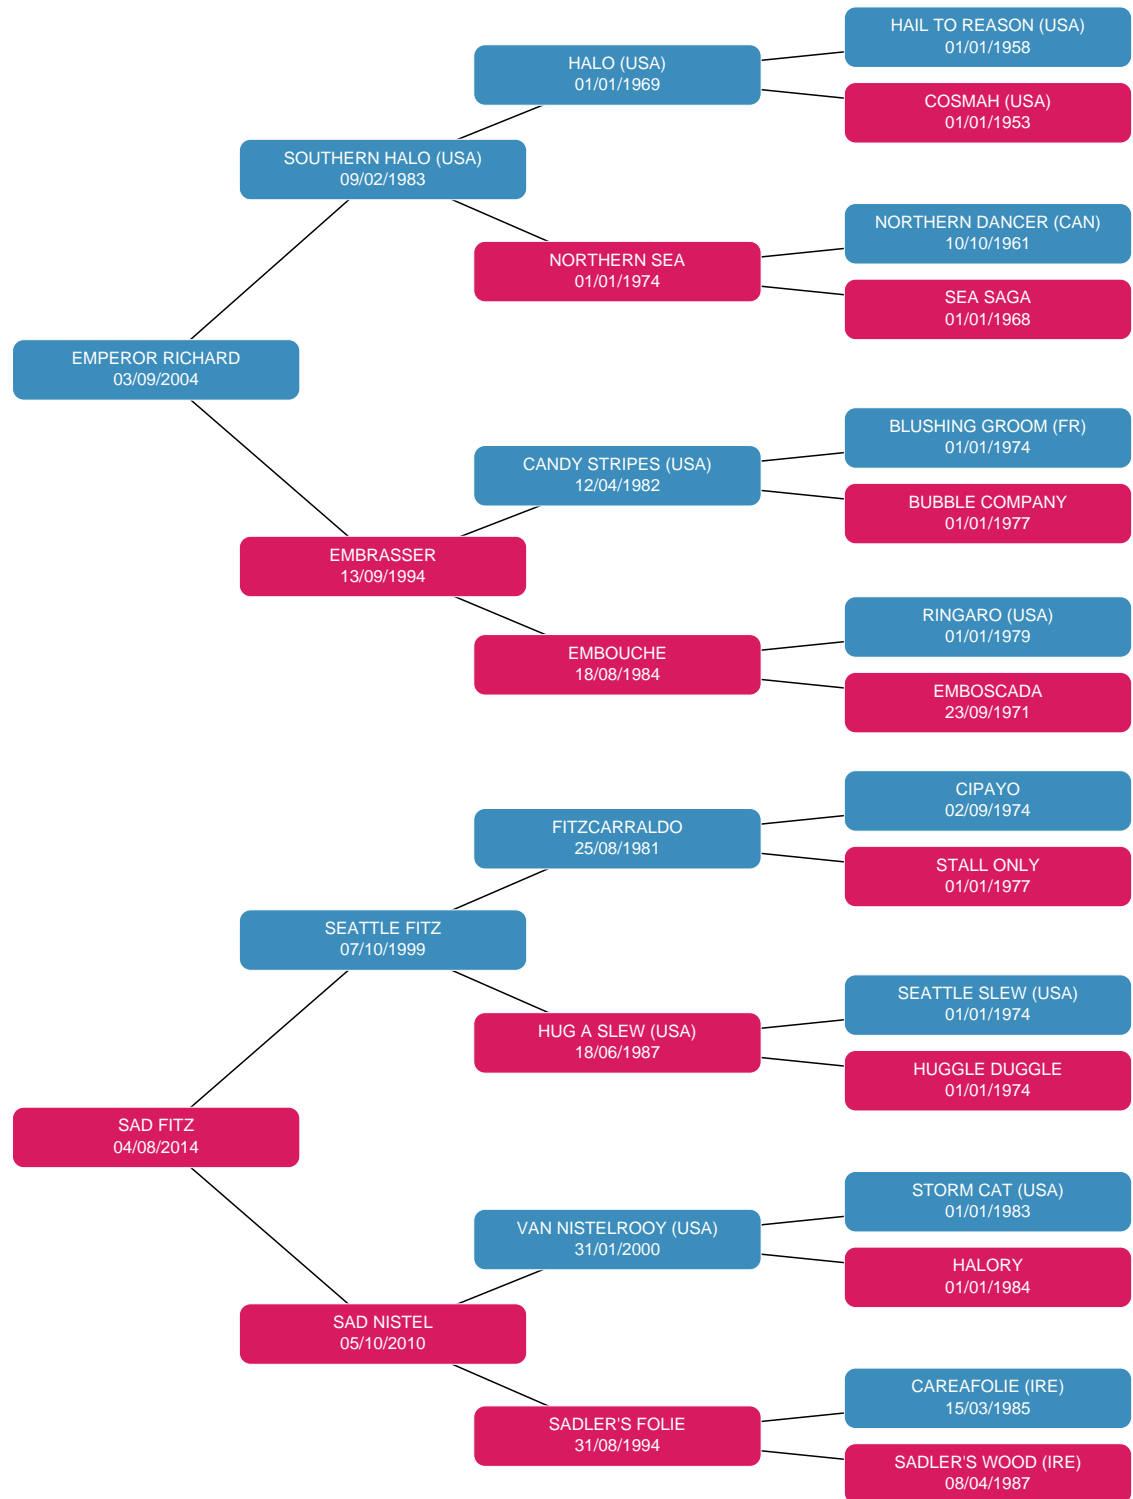 HAIL TO REASON (USA)
01/01/1958
HALO (USA)
01/01/1969
COSMAH (USA)
01/01/1953
SOUTHERN HALO (USA)
09/02/1983
NORTHERN DANCER (CAN)
10/10/1961
NORTHERN SEA
01/01/1974
SEA SAGA
01/01/1968
EMPEROR RICHARD
03/09/2004
BLUSHING GROOM (FR)
01/01/1974
CANDY STRIPES (USA)
12/04/1982
BUBBLE COMPANY
01/01/1977
EMBRASSER
13/09/1994
RINGARO (USA)
01/01/1979
EMBOUCHE
18/08/1984
EMBOSCADA
23/09/1971
CIPAYO
02/09/1974
FITZCARRALDO
25/08/1981
STALL ONLY
01/01/1977
SEATTLE FITZ
07/10/1999
SEATTLE SLEW (USA)
01/01/1974
HUG A SLEW (USA)
18/06/1987
HUGGLE DUGGLE
01/01/1974
SAD FITZ
04/08/2014
STORM CAT (USA)
01/01/1983
VAN NISTELROOY (USA)
31/01/2000
HALORY
01/01/1984
SAD NISTEL
05/10/2010
CAREAFOLIE (IRE)
15/03/1985
SADLER'S FOLIE
31/08/1994
SADLER'S WOOD (IRE)
08/04/1987